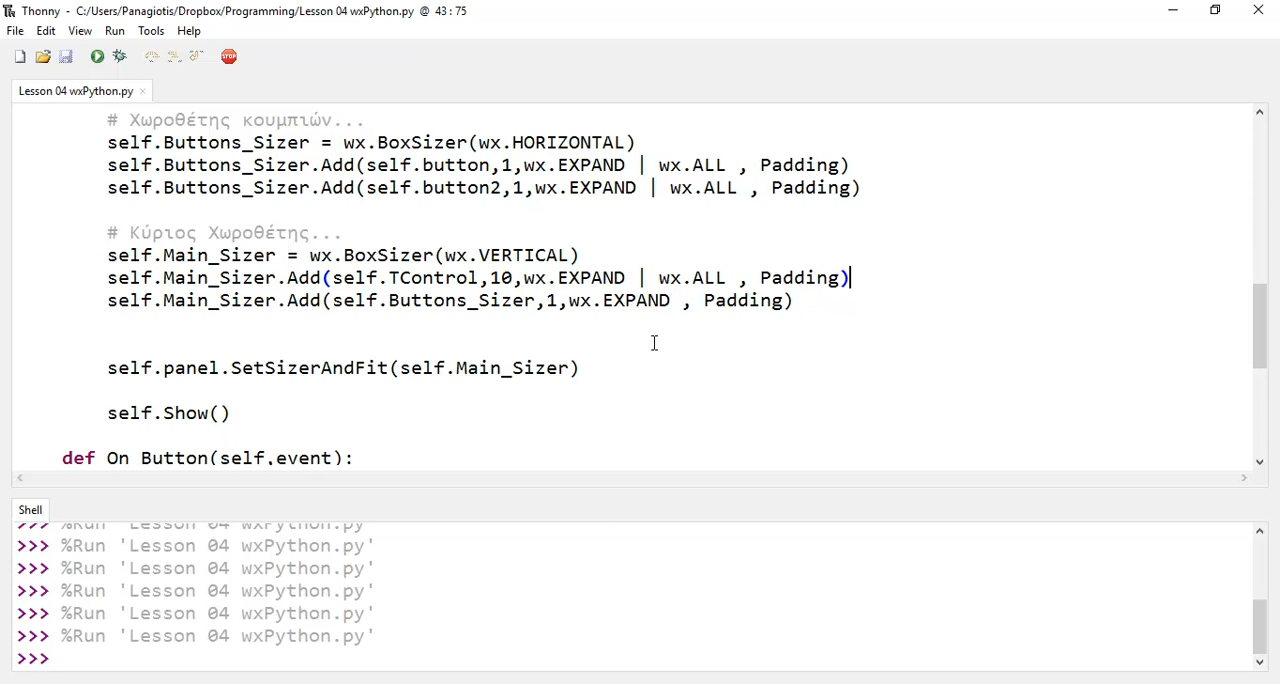 Thonny - C:/Users/Panagiotis/Dropbox/Programming/Lesson 04 wxPython.py @ 43 : 75
File Edit View Run Tools Help
STOP
Lesson 04 wxPython.py ×
# Χωροθέτης κουμπιών...
self.Buttons_Sizer = wx.BoxSizer(wx.HORIZONTAL)
self.Buttons_Sizer.Add(self.button,1,wx.EXPAND | wx.ALL , Padding)
self.Buttons_Sizer.Add(self.button2,1,wx.EXPAND | wx.ALL , Padding)
# Κύριος Χωροθέτης...
self.Main_Sizer = wx.BoxSizer(wx.VERTICAL)
self.Main_Sizer.Add(self.TControl,10,wx.EXPAND | wx.ALL , Padding)
self.Main_Sizer.Add(self.Buttons_Sizer,1,wx.EXPAND , Padding)
self.panel.SetSizerAndFit(self.Main_Sizer)
self.Show()
def On_Button(self,event):
Shell
>>> %Run 'Lesson 04 wxPython.py'
>>> %Run 'Lesson 04 wxPython.py'
>>> %Run 'Lesson 04 wxPython.py'
>>> %Run 'Lesson 04 wxPython.py'
>>> %Run 'Lesson 04 wxPython.py'
>>> %Run 'Lesson 04 wxPython.py'
>>>